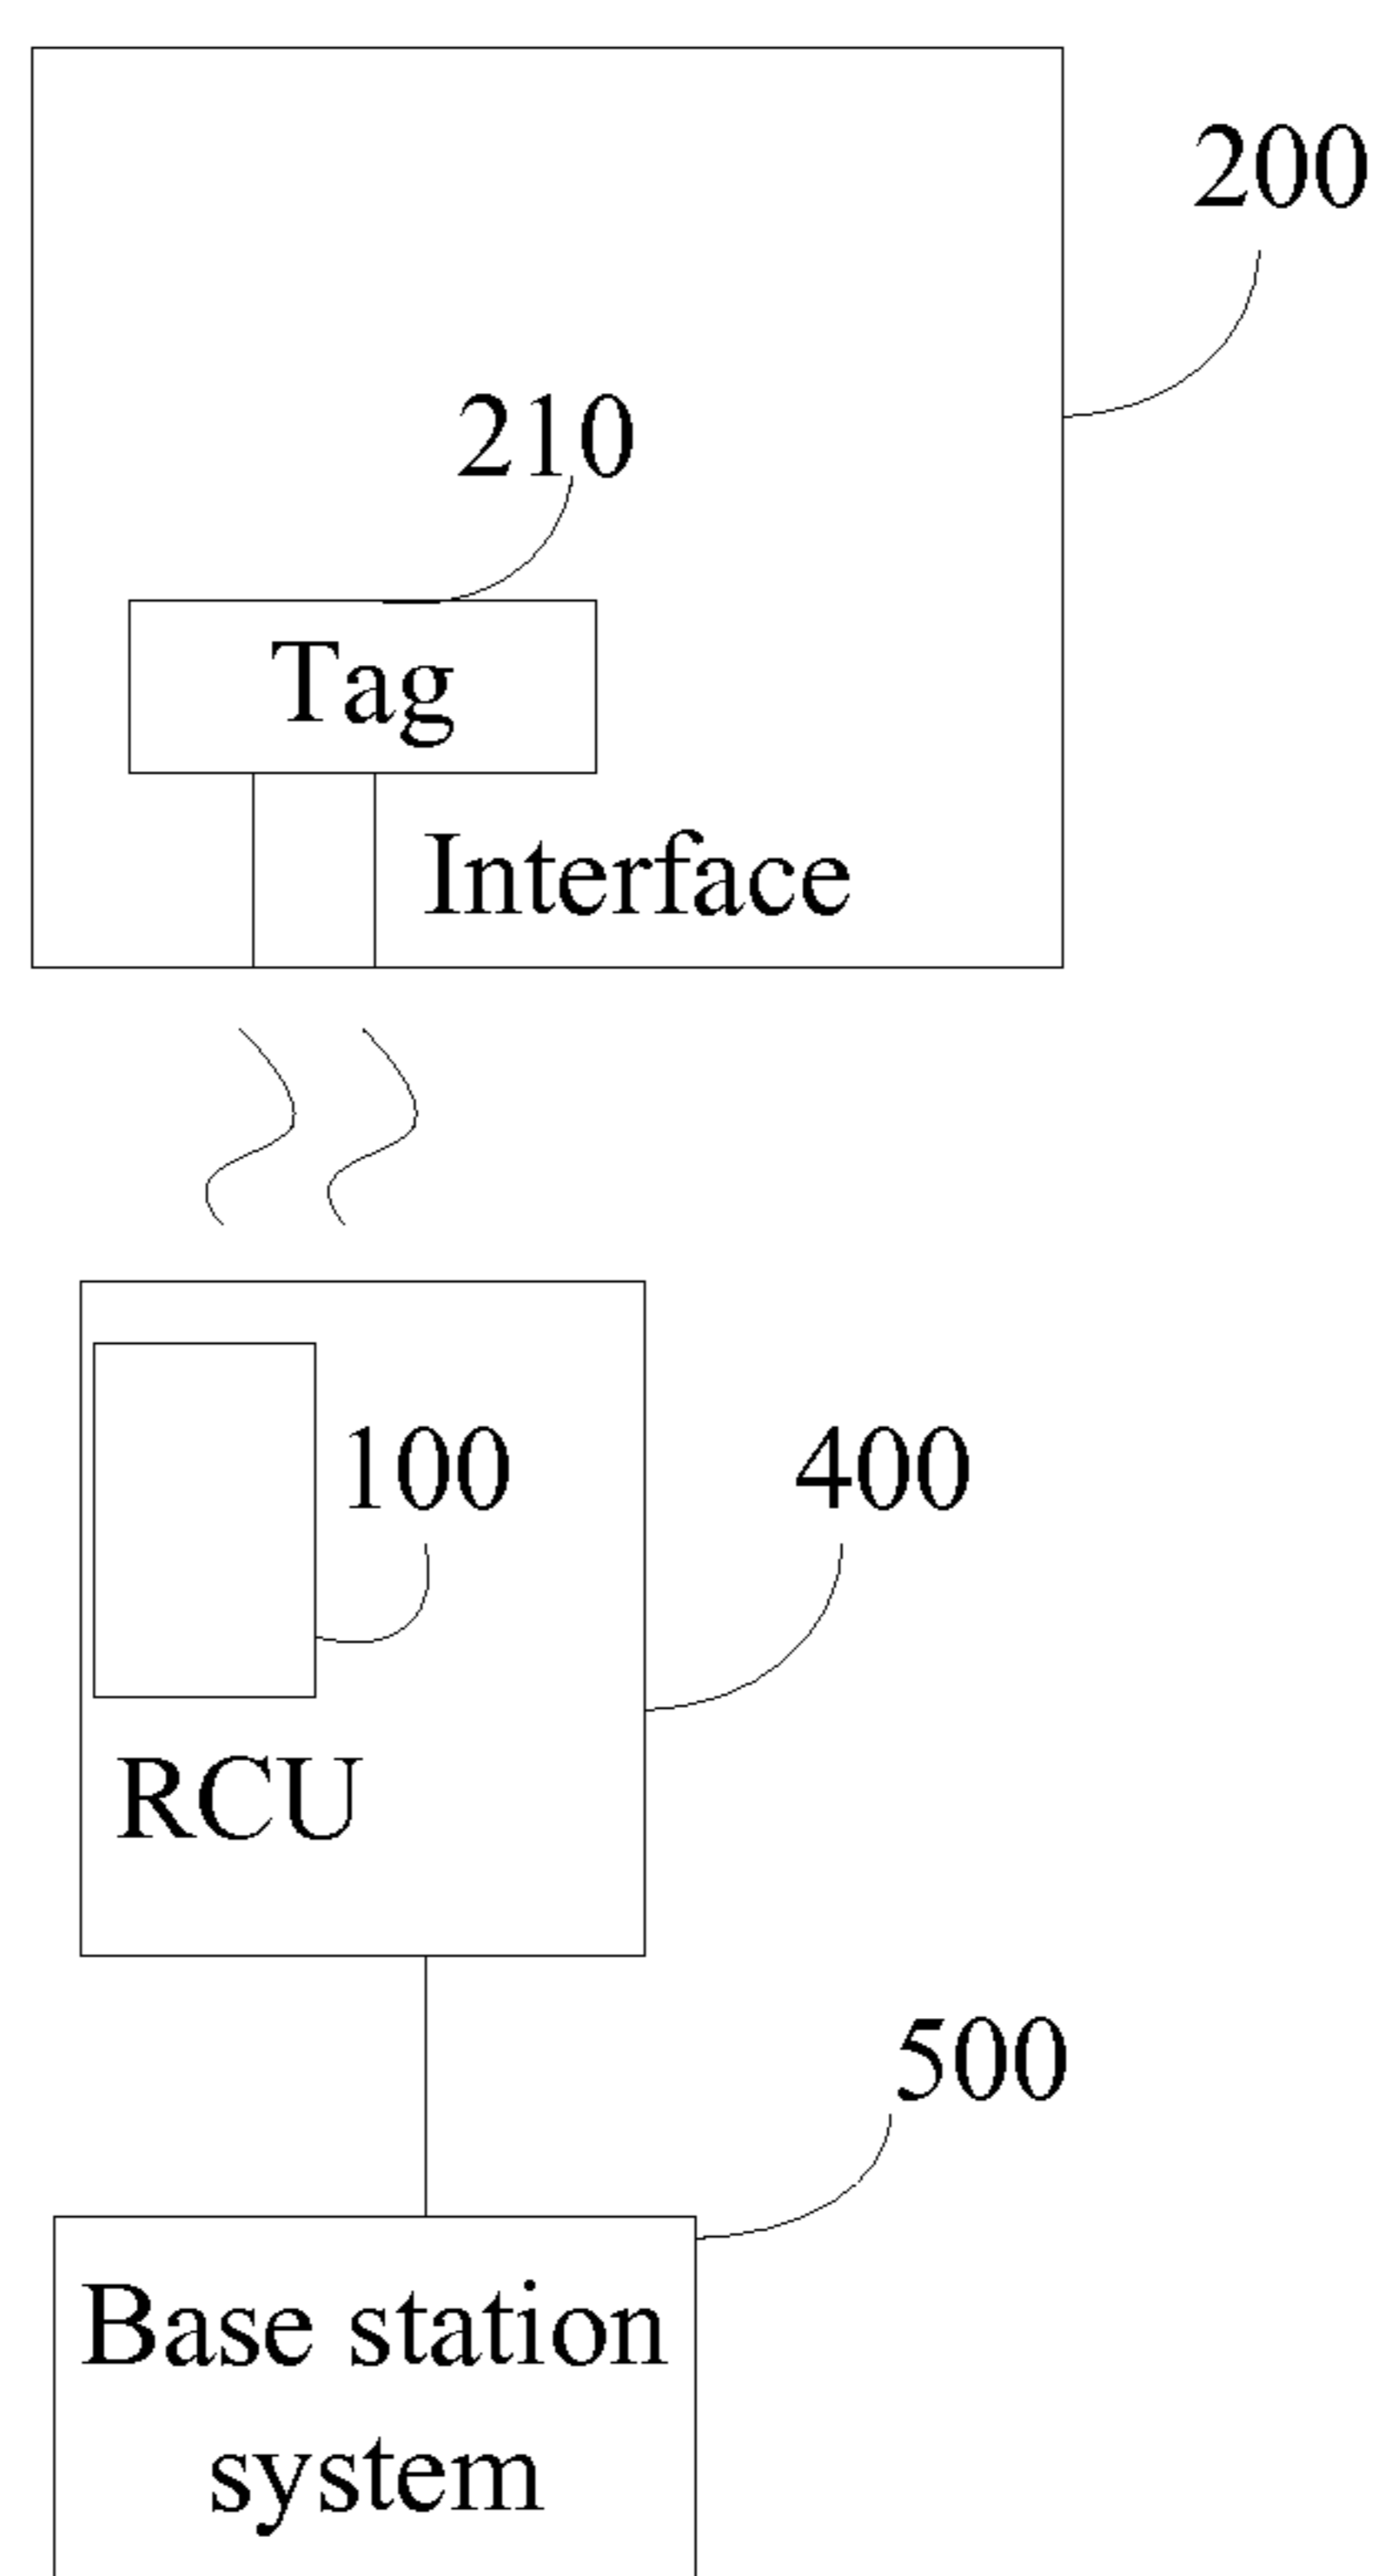 200
210
Tag
Interface
100
400
RCU
500
Base station
system